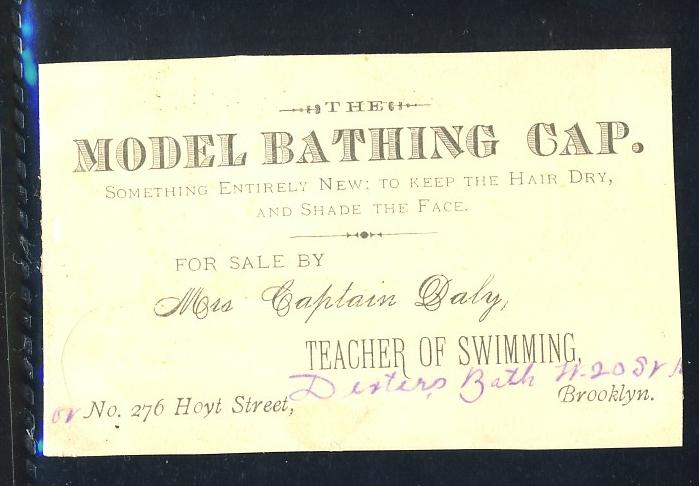 THE
MODEL BATHING CAP.
SOMETHING ENTIRELY NEW: TO KEEP THE HAIR DRY,
AND SHADE THE FACE.
FOR SALE BY
Mrs Captain Daly,
TEACHER OF SWIMMING,
Bath W. 20
or No. 276 Hoyt Street, Brooklyn.